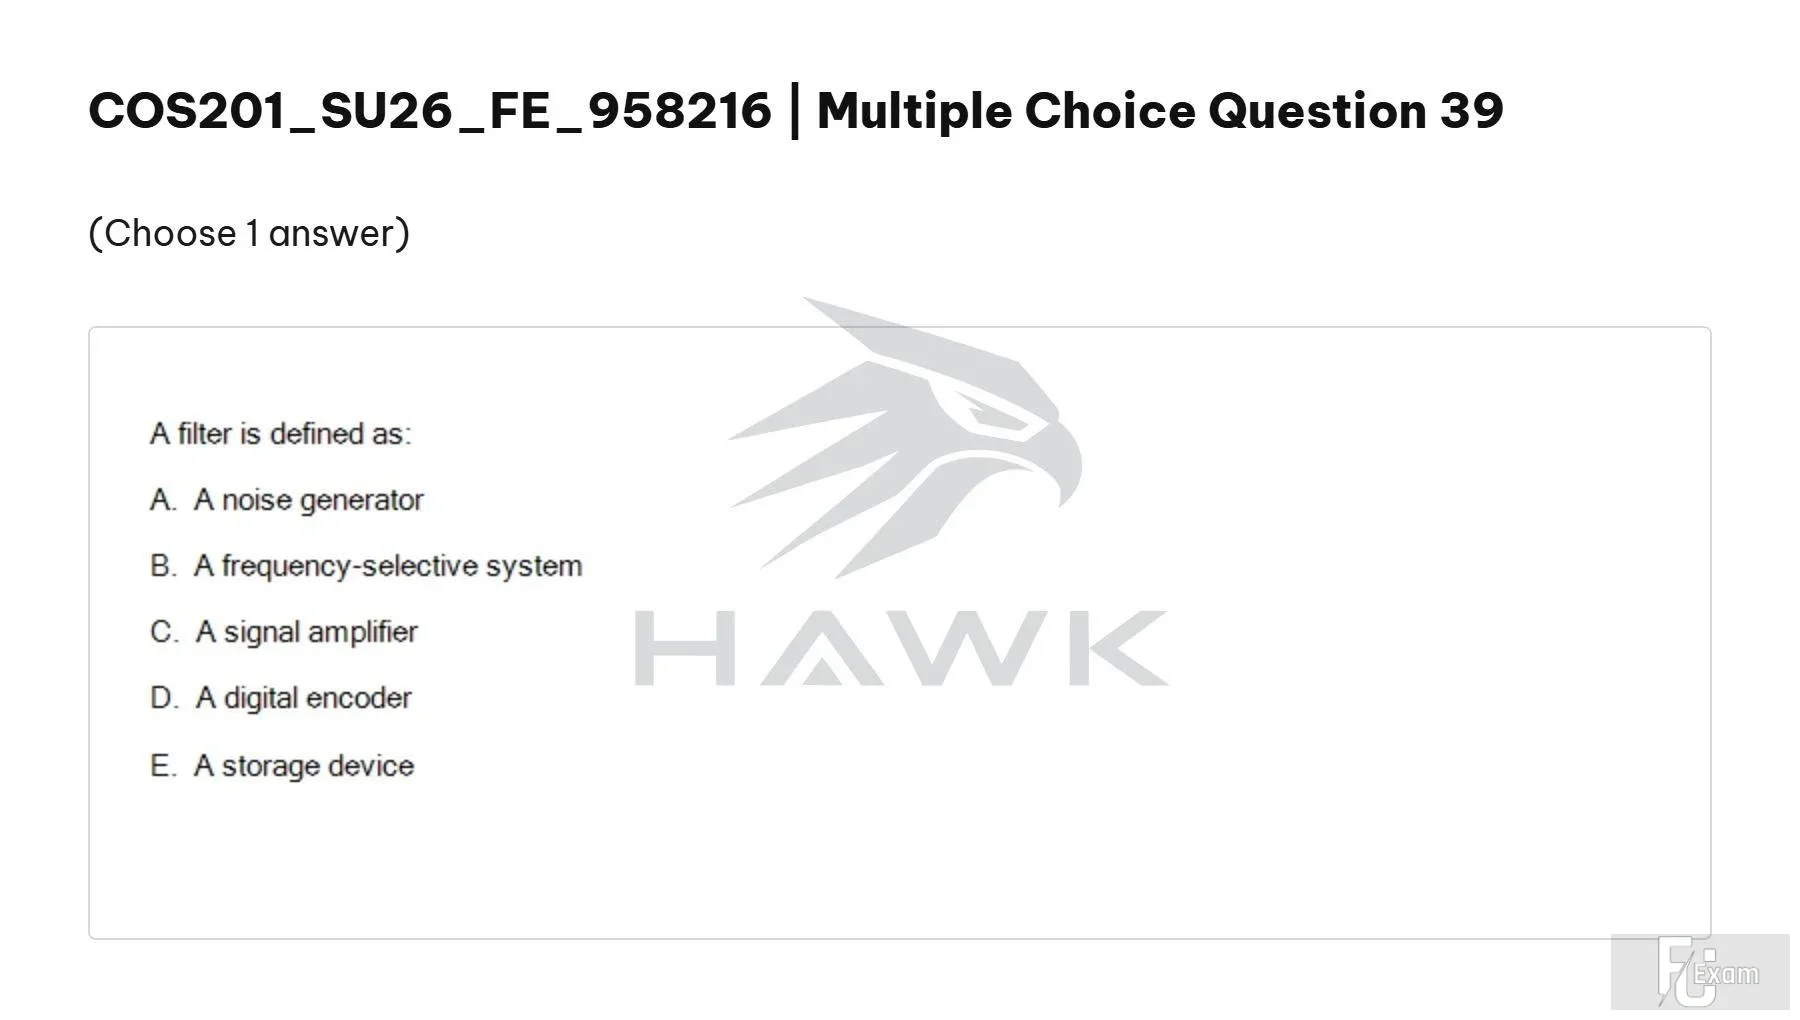 COS201_SU26_FE_958216 | Multiple Choice Question 39
(Choose 1 answer)
A filter is defined as:
A. A noise generator
B. A frequency-selective system
C. A signal amplifier
D. A digital encoder
E. A storage device
HAWK
FU Exam